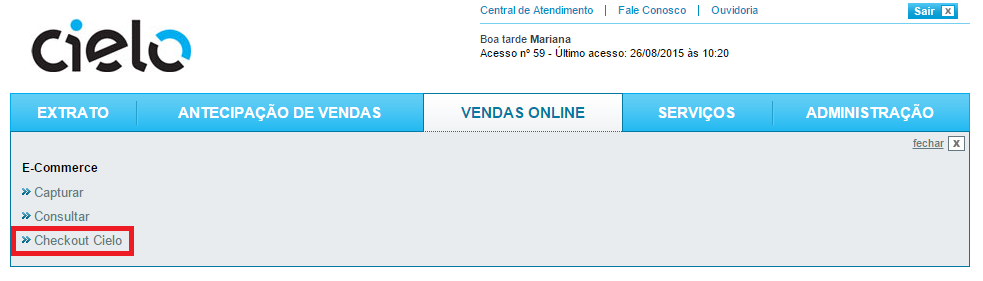 Central de Atendimento | Fale Conosco | Ouvidoria
Sair X
cielo
Boa tarde Mariana
Acesso nº 59 - Último acesso: 26/08/2015 às 10:20
EXTRATO
ANTECIPAÇÃO DE VENDAS
VENDAS ONLINE
SERVIÇOS
ADMINISTRAÇÃO
fechar X
E-Commerce
» Capturar
» Consultar
» Checkout Cielo